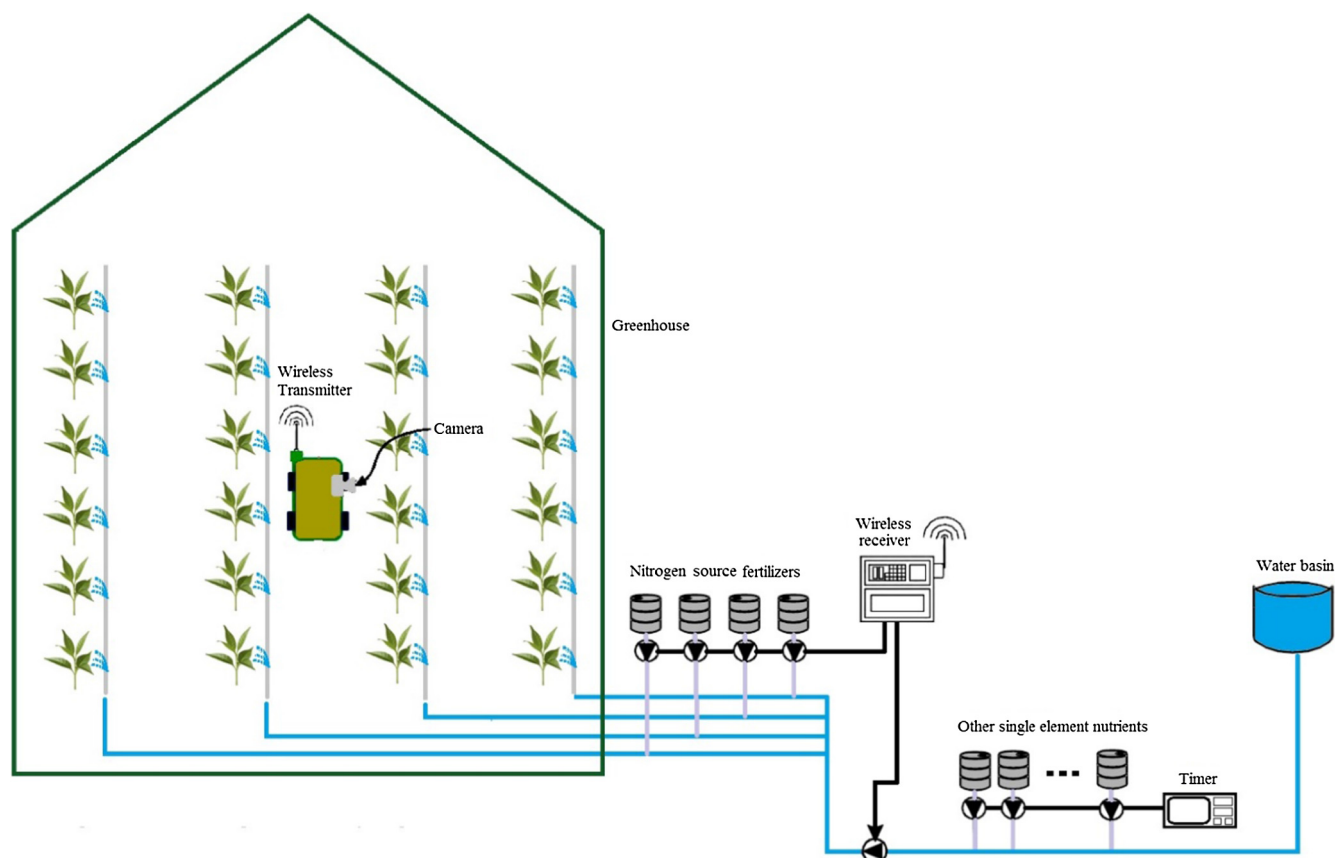 Greenhouse
Wireless
Transmitter
Camera
Wireless
receiver
Nitrogen source fertilizers
Water basin
Other single element nutrients
Timer